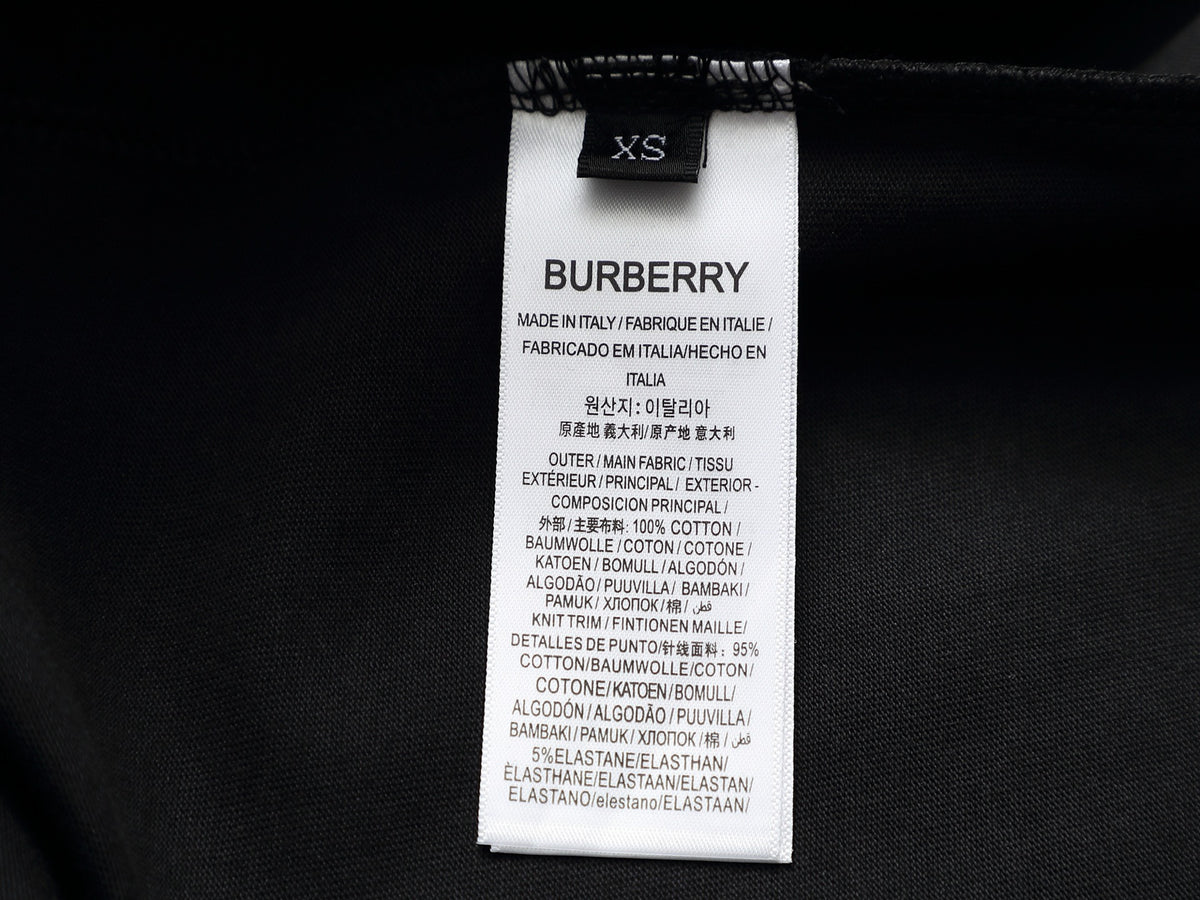 XS
BURBERRY
MADE IN ITALY / FABRIQUE EN ITALIE /
FABRICADO EM ITALIA/HECHO EN
ITALIA
원산지: 이탈리아
原產地 義大利/原产地 意大利
OUTER / MAIN FABRIC / TISSU
EXTÉRIEUR / PRINCIPAL / EXTERIOR -
COMPOSICION PRINCIPAL /
外部 / 主要布料: 100% COTTON /
BAUMWOLLE / COTON / COTONE /
KATOEN / BOMULL / ALGODÓN /
ALGODÃO / PUUVILLA / BAMBAKI /
PAMUK / ХЛОПОК / 棉 / قطن
KNIT TRIM / FINTIONEN MAILLE/
DETALLES DE PUNTO/针线面料: 95%
COTTON/BAUMWOLLE/COTON/
COTONE/KATOEN/BOMULL/
ALGODÓN / ALGODÃO / PUUVILLA /
BAMBAKI / PAMUK / ХЛОПОК / 棉 / قطن
5%ELASTANE/ELASTHAN/
ÈLASTHANE/ELASTAAN/ELASTAN/
ELASTANO/elestano/ELASTAAN/